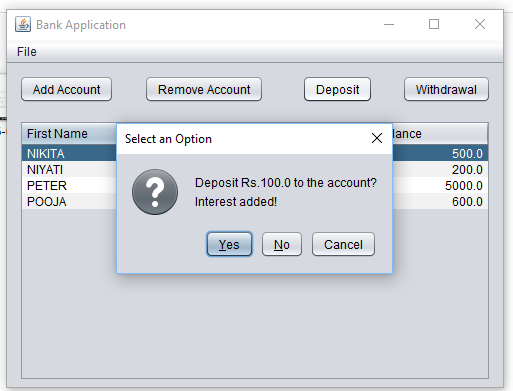 Bank Application
File
Add Account Remove Account Deposit Withdrawal
First Name
Select an Option
NIKITA 500.0
NIYATI 200.0
PETER 5000.0
POOJA 600.0
Deposit Rs.100.0 to the account?
Interest added!
Yes No Cancel